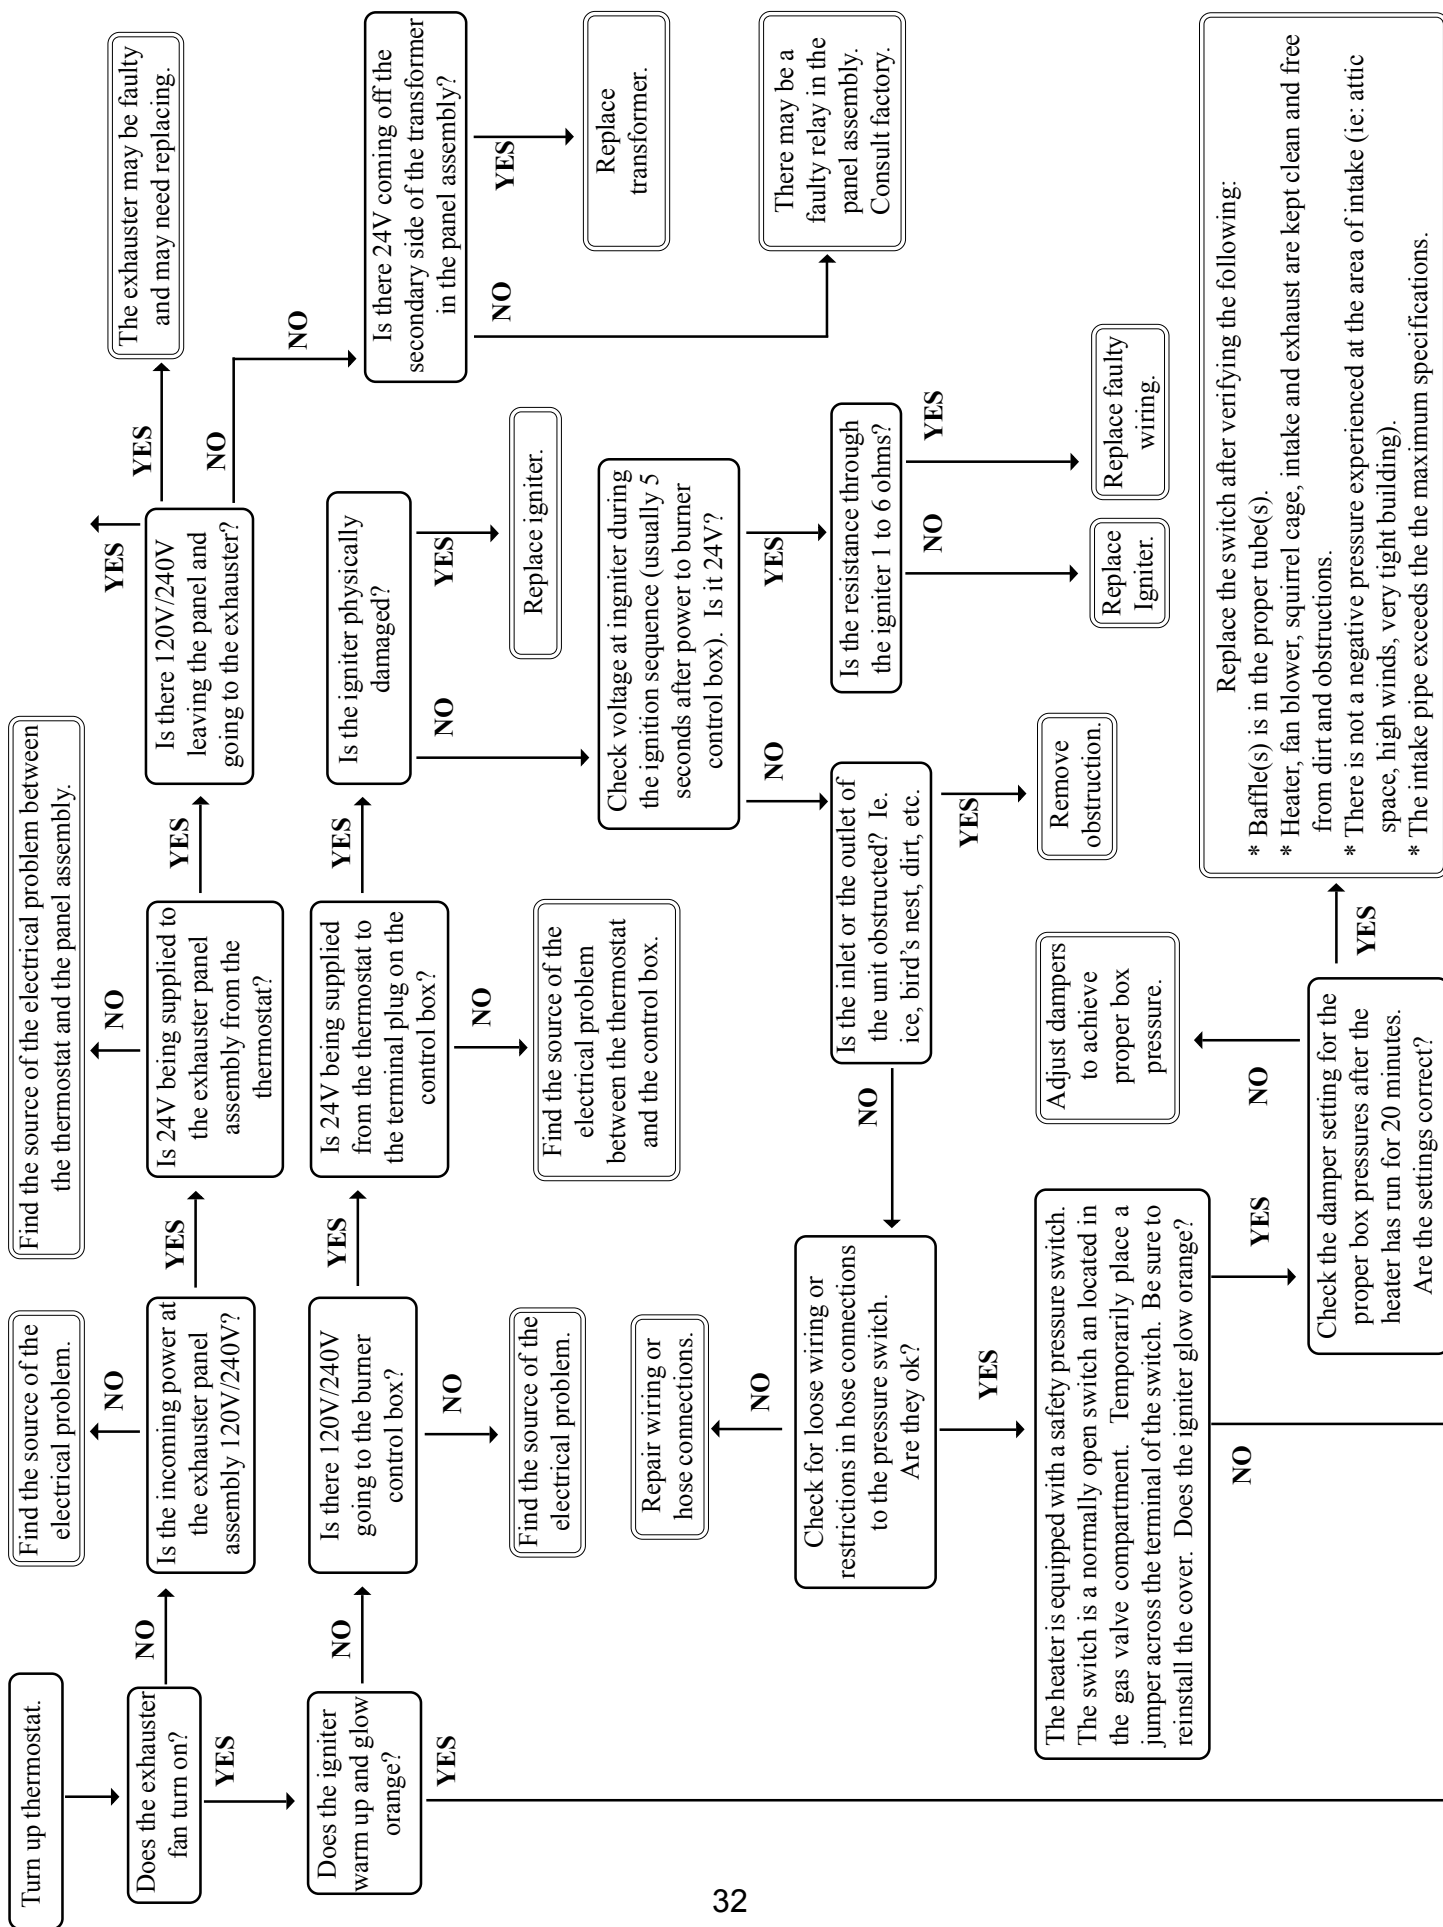 Turn up thermostat.
Does the exhauster
fan turn on?
NO
YES
Is the incoming power at
the exhauster panel
assembly 120V/240V?
NO
Find the source of the
electrical problem.
YES
Is 24V being supplied to
the exhauster panel
assembly from the
thermostat?
NO
Find the source of the electrical problem between
the thermostat and the panel assembly.
YES
Is there 120V/240V
leaving the panel and
going to the exhauster?
YES
YES
The exhauster may be faulty
and may need replacing.
NO
NO
Is there 24V coming off the
secondary side of the transformer
in the panel assembly?
YES
Replace
transformer.
NO
There may be a
faulty relay in the
panel assembly.
Consult factory.
Does the igniter
warm up and glow
orange?
NO
YES
Is there 120V/240V
going to the burner
control box?
NO
Find the source of the
electrical problem.
YES
Is 24V being supplied
from the thermostat to
the terminal plug on the
control box?
NO
Find the source of the
electrical problem
between the thermostat
and the control box.
YES
Is the igniter physically
damaged?
YES
Replace igniter.
NO
Check voltage at ingniter during
the ignition sequence (usually 5
seconds after power to burner
control box).  Is it 24V?
YES
Is the resistance through
the igniter 1 to 6 ohms?
NO
Replace
Igniter.
YES
Replace faulty
wiring.
NO
Is the inlet or the outlet of
the unit obstructed?  Ie.
ice, bird's nest, dirt, etc.
YES
Remove
obstruction.
NO
Check for loose wiring or
restrictions in hose connections
to the pressure switch.
Are they ok?
NO
Repair wiring or
hose connections.
YES
The heater is equipped with a safety pressure switch.
The switch is a normally open switch an located in
the gas valve compartment.  Temporarily place a
jumper across the terminal of the switch. Be sure to
reinstall the cover.  Does the igniter glow orange?
NO
YES
Check the damper setting for the
proper box pressures after the
heater has run for 20 minutes.
Are the settings correct?
NO
Adjust dampers
to achieve
proper box
pressure.
YES
Replace the switch after verifying the following:
* Baffle(s) is in the proper tube(s).
* Heater, fan blower, squirrel cage, intake and exhaust are kept clean and free
from dirt and obstructions.
* There is not a negative pressure experienced at the area of intake (ie: attic
space, high winds, very tight building).
* The intake pipe exceeds the the maximum specifications.
32